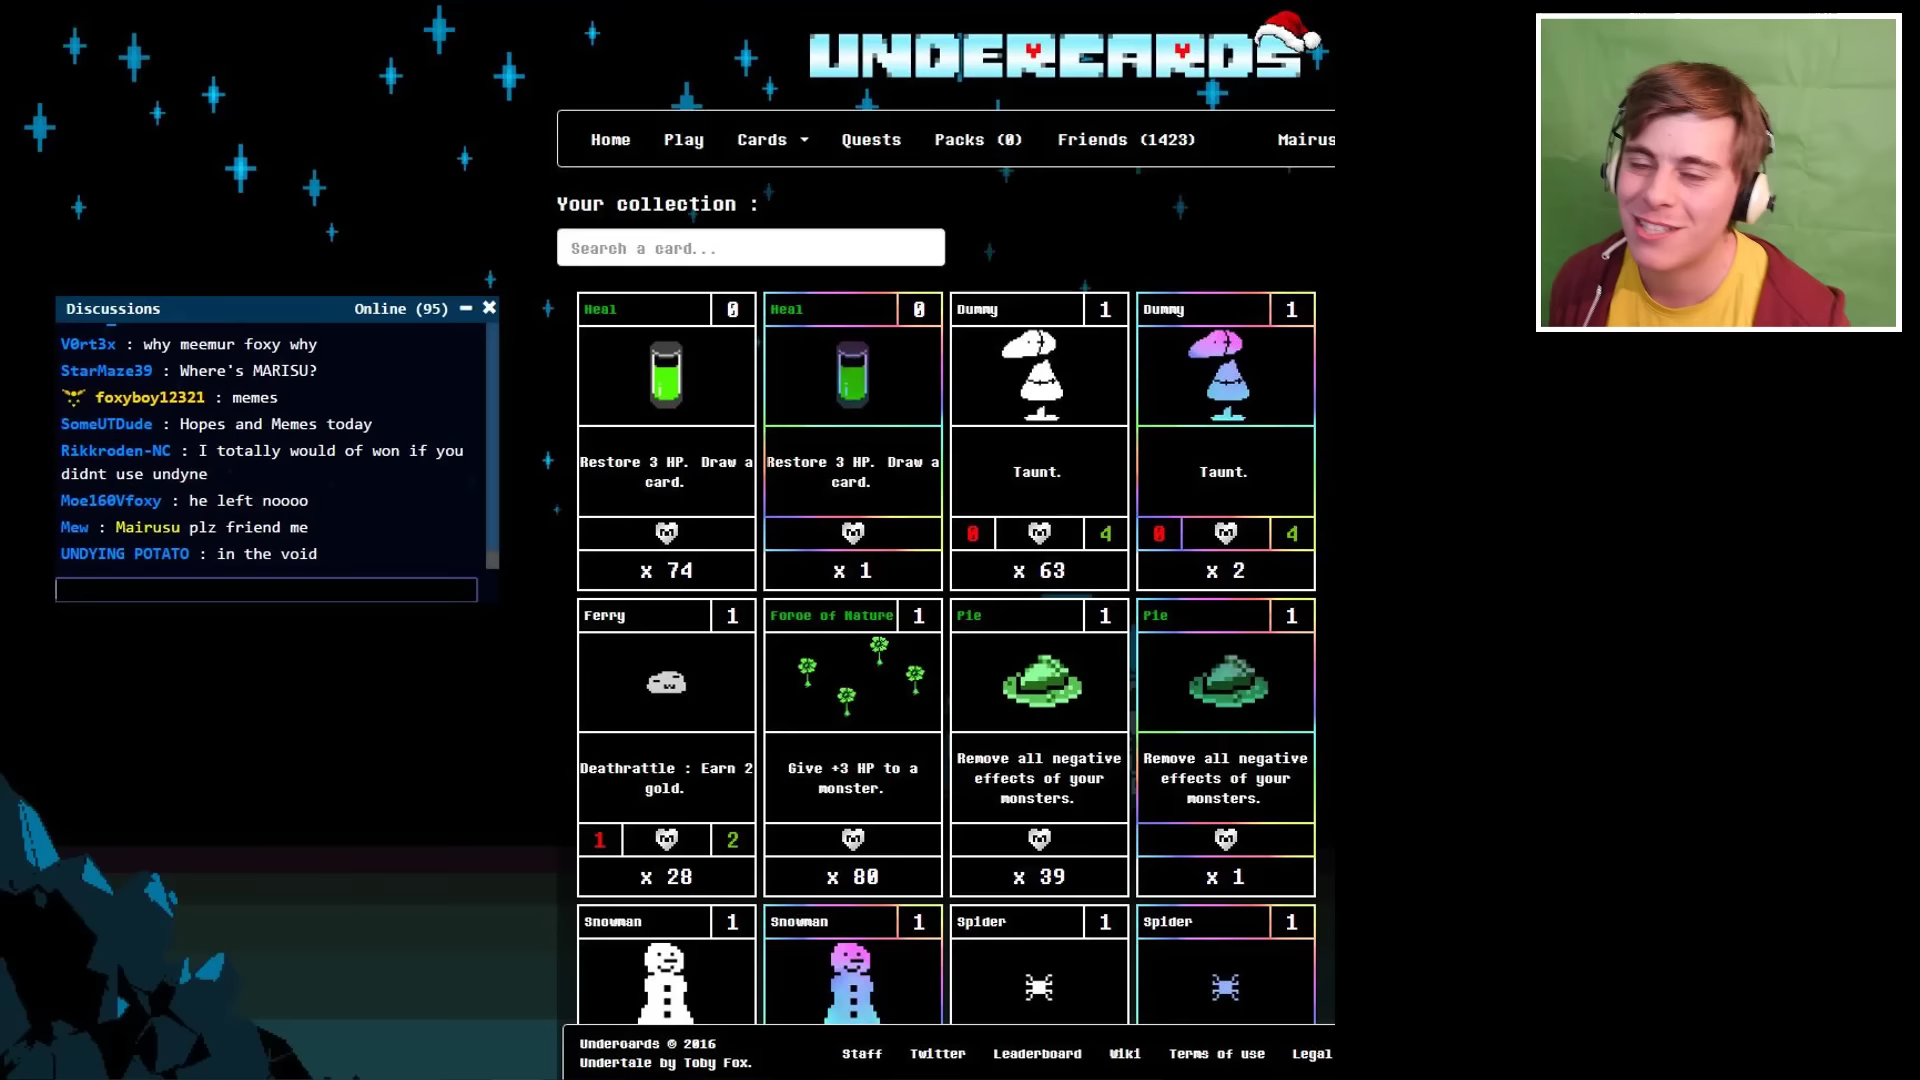 UNDERCARDS
Home Play Cards Quests Packs (0) Friends (1423) Mairus
Your collection :
Search a card...
Discussions Online (95)
V0rt3x : why meemur foxy why
StarMaze39 : Where's MARISU?
foxyboy12321 : memes
SomeUTDude : Hopes and Memes today
Rikkroden-NC : I totally would of won if you
didnt use undyne
Moe160Vfoxy : he left noooo
Mew : Mairusu plz friend me
UNDYING POTATO : in the void
Heal 0 Heal 0 Dummy 1 Dummy 1
Restore 3 HP. Draw a Restore 3 HP. Draw a Taunt. Taunt.
card. card.
0 4 0 4
x 74 x 1 x 63 x 2
Ferry 1 Force of Nature 1 Pie 1 Pie 1
Remove all negative Remove all negative
Deathrattle : Earn 2 Give +3 HP to a effects of your effects of your
gold. monster. monsters. monsters.
1 2
x 28 x 80 x 39 x 1
Snowman 1 Snowman 1 Spider 1 Spider 1
Undercards © 2016
Undertale by Toby Fox.
Staff Twitter Leaderboard Wiki Terms of use Legal